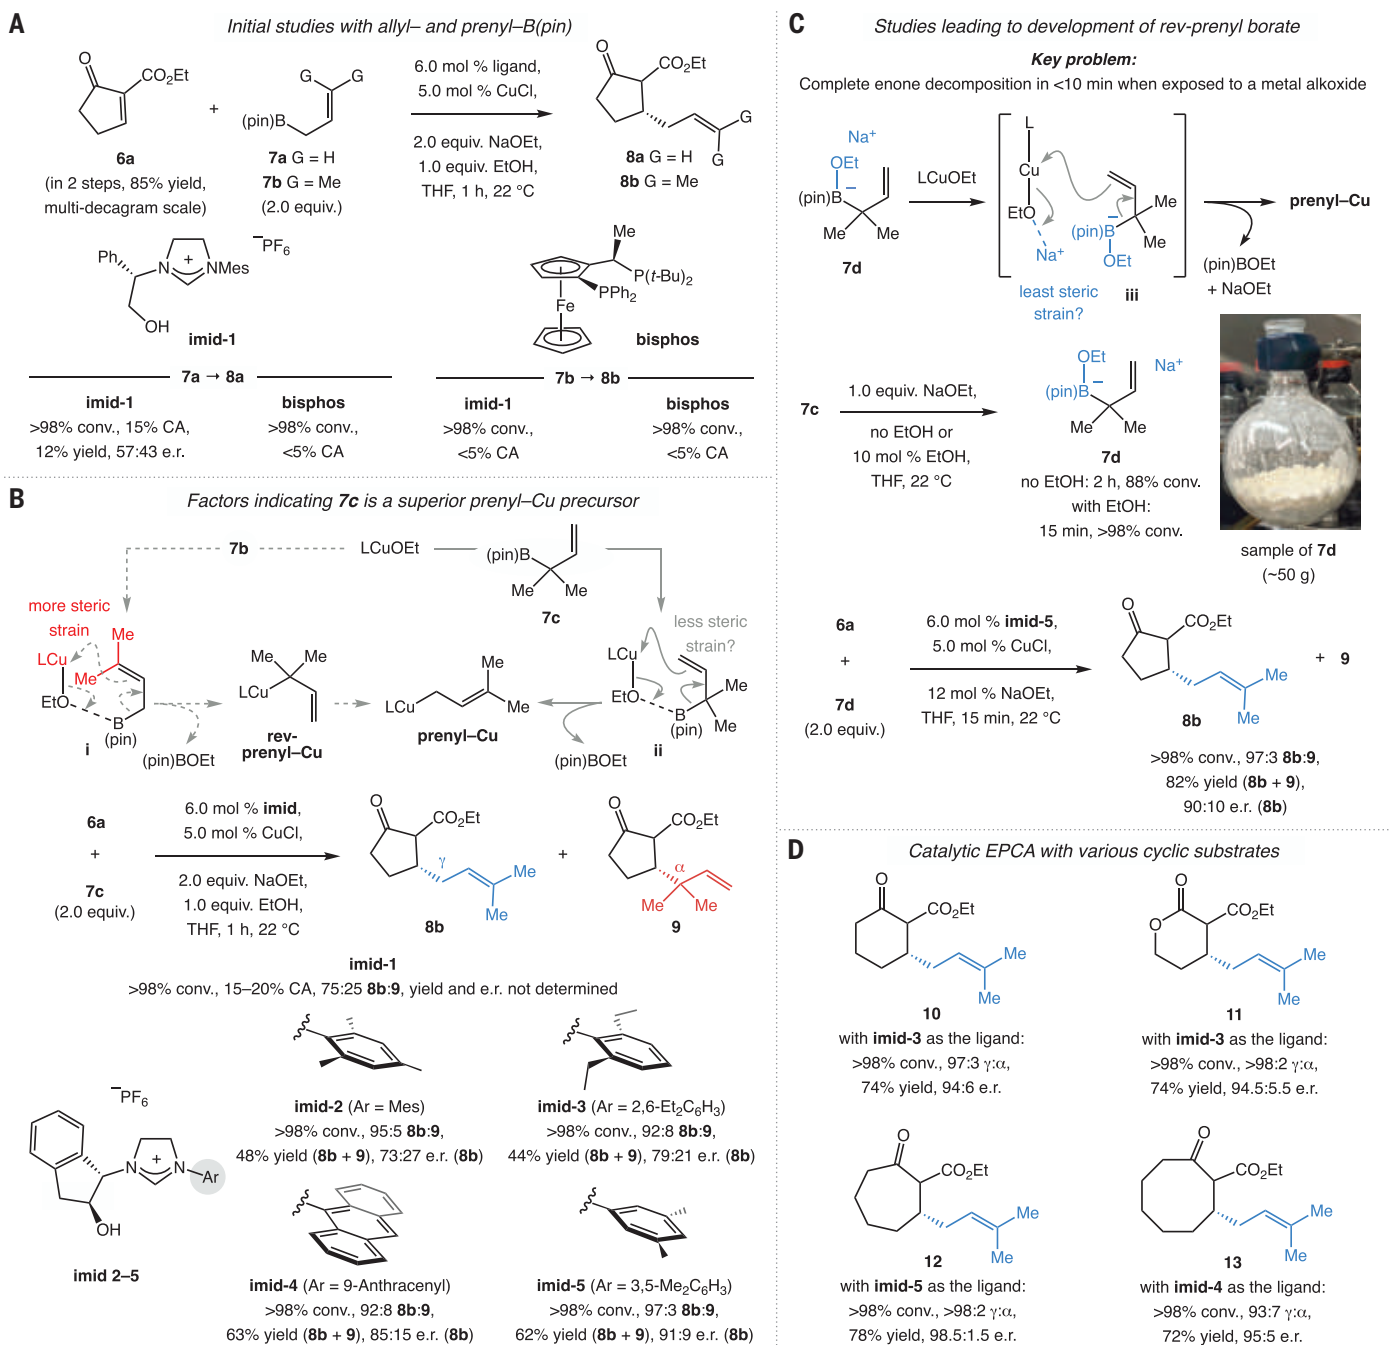 A
Initial studies with allyl– and prenyl–B(pin)
O
CO2Et
6a
(in 2 steps, 85% yield,
multi-decagram scale)
+
G
G
(pin)B
7a G = H
7b G = Me
(2.0 equiv.)
6.0 mol % ligand,
5.0 mol % CuCl,
2.0 equiv. NaOEt,
1.0 equiv. EtOH,
THF, 1 h, 22 °C
O
CO2Et
G
G
8a G = H
8b G = Me
Ph
N
+
N
Mes
–PF6
OH
imid-1
Me
P(t-Bu)2
PPh2
Fe
bisphos
7a → 8a
imid-1
>98% conv., 15% CA,
12% yield, 57:43 e.r.
bisphos
>98% conv.,
<5% CA
7b → 8b
imid-1
>98% conv.,
<5% CA
bisphos
>98% conv.,
<5% CA
B
Factors indicating 7c is a superior prenyl–Cu precursor
7b
LCuOEt
(pin)B
Me
Me
7c
more steric
strain
Me
LCu
Me
EtO
B
(pin)
i
(pin)BOEt
Me
Me
LCu
rev-
prenyl–Cu
Me
LCu
Me
prenyl–Cu
(pin)BOEt
less steric
strain?
LCu
EtO
B
(pin)
Me
Me
ii
6a
+
7c
(2.0 equiv.)
6.0 mol % imid,
5.0 mol % CuCl,
2.0 equiv. NaOEt,
1.0 equiv. EtOH,
THF, 1 h, 22 °C
O
CO2Et
γ
Me
Me
8b
+
O
CO2Et
α
Me
Me
9
imid-1
>98% conv., 15–20% CA, 75:25 8b:9, yield and e.r. not determined
–PF6
N
+
N
Ar
OH
imid 2–5
imid-2 (Ar = Mes)
>98% conv., 95:5 8b:9,
48% yield (8b + 9), 73:27 e.r. (8b)
imid-3 (Ar = 2,6-Et2C6H3)
>98% conv., 92:8 8b:9,
44% yield (8b + 9), 79:21 e.r. (8b)
imid-4 (Ar = 9-Anthracenyl)
>98% conv., 92:8 8b:9,
63% yield (8b + 9), 85:15 e.r. (8b)
imid-5 (Ar = 3,5-Me2C6H3)
>98% conv., 97:3 8b:9,
62% yield (8b + 9), 91:9 e.r. (8b)
C
Studies leading to development of rev-prenyl borate
Key problem:
Complete enone decomposition in <10 min when exposed to a metal alkoxide
Na+
OEt
(pin)B
–
Me
Me
7d
LCuOEt
L
Cu
EtO
Na+
least steric
strain?
(pin)B
–
OEt
Me
Me
iii
prenyl–Cu
(pin)BOEt
+ NaOEt
7c
1.0 equiv. NaOEt,
no EtOH or
10 mol % EtOH,
THF, 22 °C
OEt
Na+
(pin)B
–
Me
Me
7d
no EtOH: 2 h, 88% conv.
with EtOH:
15 min, >98% conv.
sample of 7d
(~50 g)
6a
+
7d
(2.0 equiv.)
6.0 mol % imid-5,
5.0 mol % CuCl,
12 mol % NaOEt,
THF, 15 min, 22 °C
O
CO2Et
Me
Me
8b
+ 9
>98% conv., 97:3 8b:9,
82% yield (8b + 9),
90:10 e.r. (8b)
D
Catalytic EPCA with various cyclic substrates
O
CO2Et
Me
Me
10
with imid-3 as the ligand:
>98% conv., 97:3 γ:α,
74% yield, 94:6 e.r.
O
O
CO2Et
Me
Me
11
with imid-3 as the ligand:
>98% conv., >98:2 γ:α,
74% yield, 94.5:5.5 e.r.
O
CO2Et
Me
Me
12
with imid-5 as the ligand:
>98% conv., >98:2 γ:α,
78% yield, 98.5:1.5 e.r.
O
CO2Et
Me
Me
13
with imid-4 as the ligand:
>98% conv., 93:7 γ:α,
72% yield, 95:5 e.r.